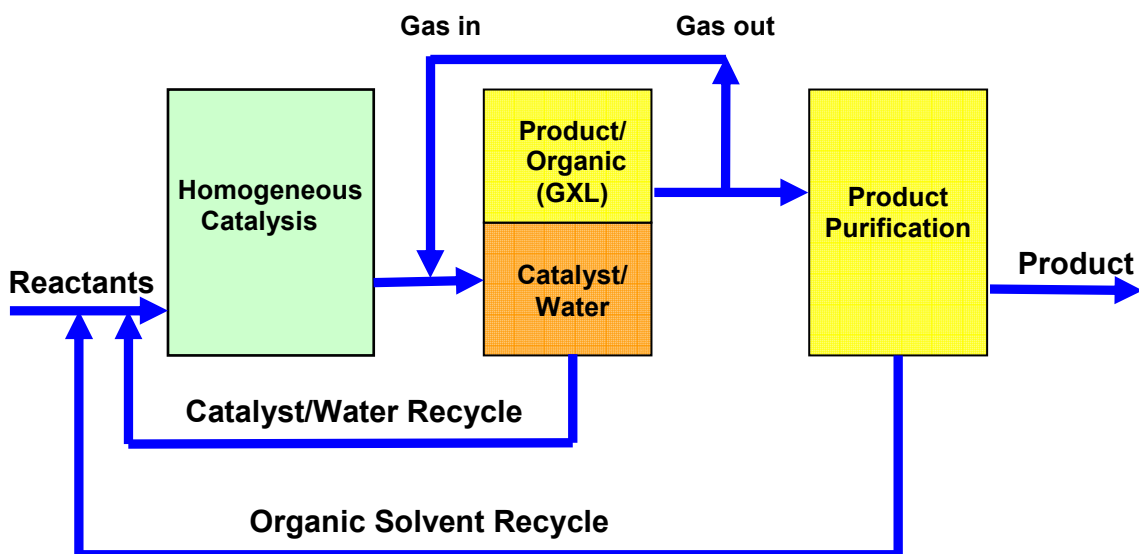 Gas in
Gas out
Homogeneous
Catalysis
Product/
Organic
(GXL)
Catalyst/
Water
Product
Purification
Reactants
Product
Catalyst/Water Recycle
Organic Solvent Recycle